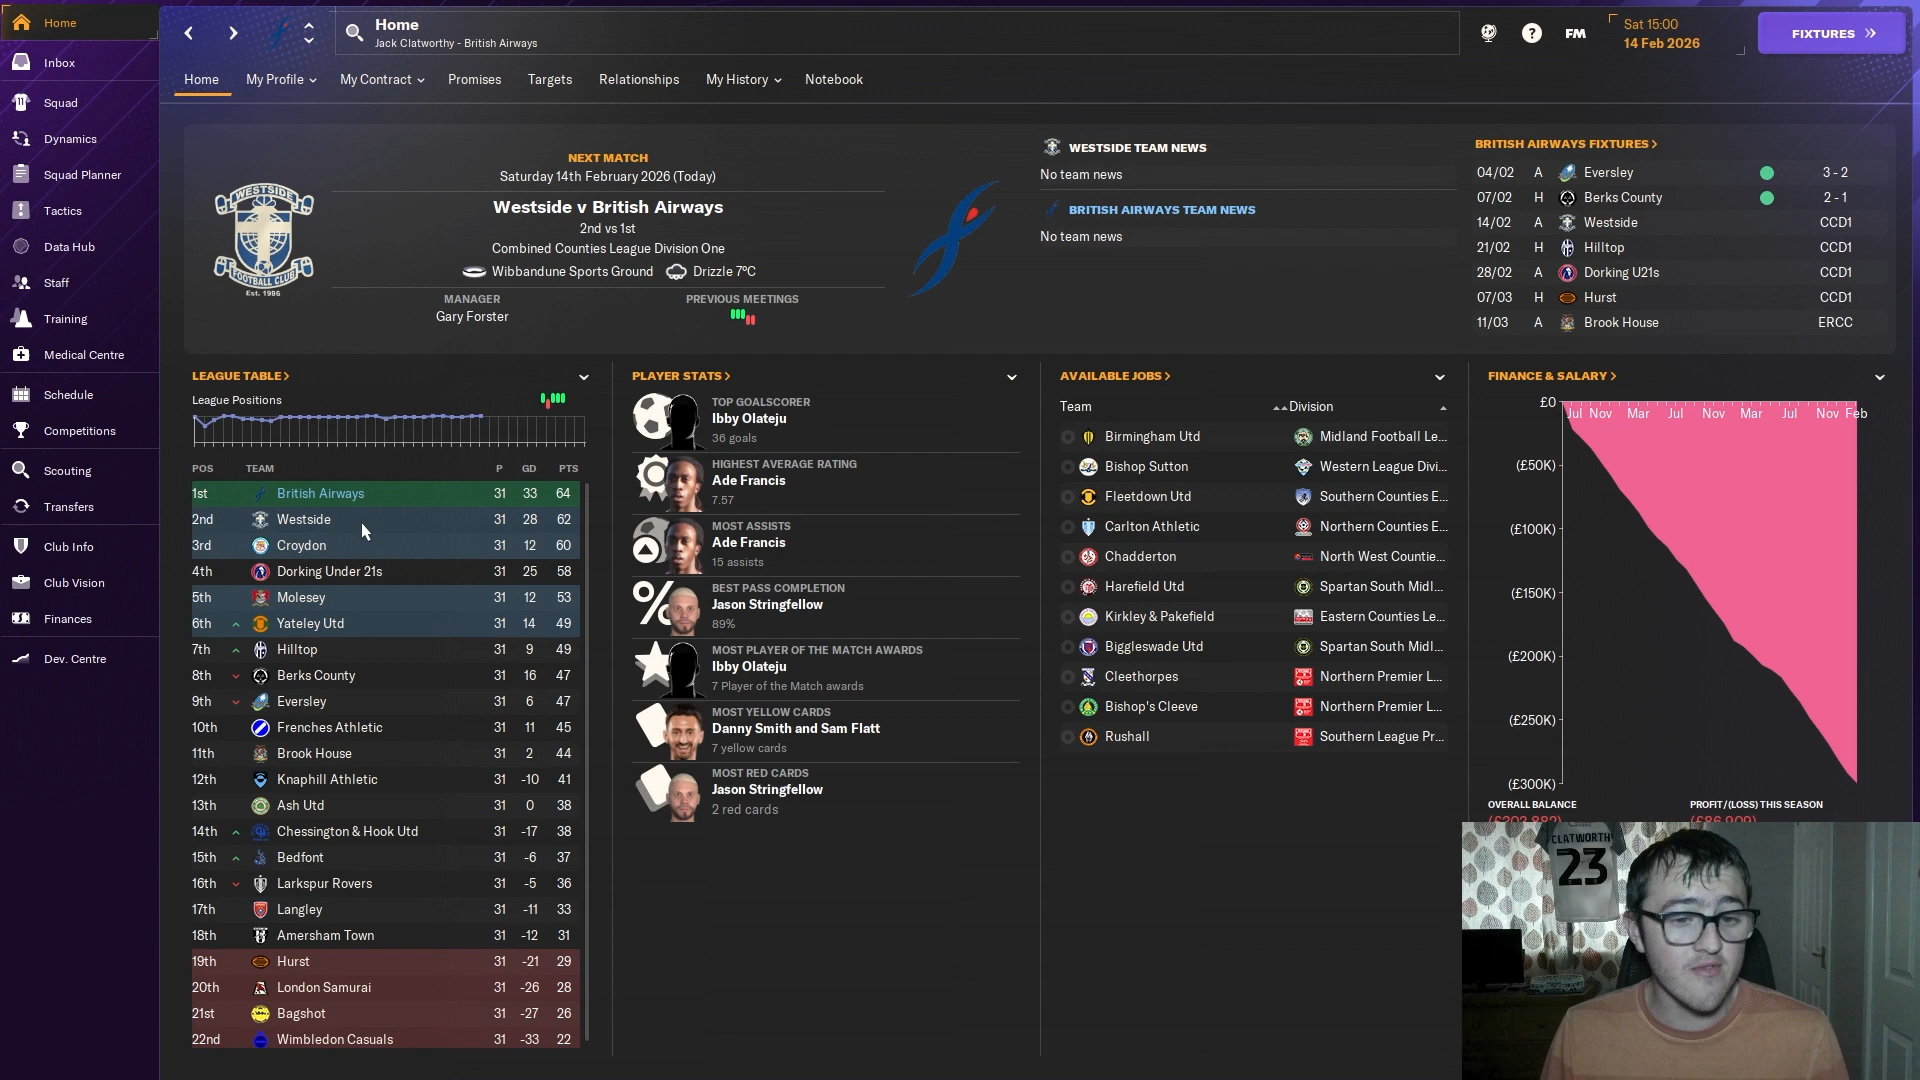 Home
Inbox
Squad
Dynamics
Squad Planner
Tactics
Data Hub
Staff
Training
Medical Centre
Schedule
Competitions
Scouting
Transfers
Club Info
Club Vision
Finances
Dev. Centre
Home
Jack Clatworthy - British Airways
FM
Sat 15:00
14 Feb 2026
FIXTURES
Home My Profile My Contract Promises Targets Relationships My History Notebook
WESTSIDE
FOOTBALL CLUB
Est. 1996
NEXT MATCH
Saturday 14th February 2026 (Today)
Westside v British Airways
2nd vs 1st
Combined Counties League Division One
Wibbandune Sports Ground Drizzle 7ºC
MANAGER
Gary Forster
PREVIOUS MEETINGS
WESTSIDE TEAM NEWS
No team news
BRITISH AIRWAYS TEAM NEWS
No team news
BRITISH AIRWAYS FIXTURES >
04/02 A Eversley 3 - 2
07/02 H Berks County 2 - 1
14/02 A Westside CCD1
21/02 H Hilltop CCD1
28/02 A Dorking U21s CCD1
07/03 H Hurst CCD1
11/03 A Brook House ERCC
LEAGUE TABLE >
League Positions
POS TEAM P GD PTS
1st British Airways 31 33 64
2nd Westside 31 28 62
3rd Croydon 31 12 60
4th Dorking Under 21s 31 25 58
5th Molesey 31 12 53
6th Yateley Utd 31 14 49
7th Hilltop 31 9 49
8th Berks County 31 16 47
9th Eversley 31 6 47
10th Frenches Athletic 31 11 45
11th Brook House 31 2 44
12th Knaphill Athletic 31 -10 41
13th Ash Utd 31 0 38
14th Chessington & Hook Utd 31 -17 38
15th Bedfont 31 -6 37
16th Larkspur Rovers 31 -5 36
17th Langley 31 -11 33
18th Amersham Town 31 -12 31
19th Hurst 31 -21 29
20th London Samurai 31 -26 28
21st Bagshot 31 -27 26
22nd Wimbledon Casuals 31 -33 22
PLAYER STATS >
TOP GOALSCORER
Ibby Olateju
36 goals
HIGHEST AVERAGE RATING
Ade Francis
7.57
MOST ASSISTS
Ade Francis
15 assists
BEST PASS COMPLETION
Jason Stringfellow
89%
MOST PLAYER OF THE MATCH AWARDS
Ibby Olateju
7 Player of the Match awards
MOST YELLOW CARDS
Danny Smith and Sam Flatt
7 yellow cards
MOST RED CARDS
Jason Stringfellow
2 red cards
AVAILABLE JOBS >
Team Division
Birmingham Utd Midland Football Le...
Bishop Sutton Western League Divi...
Fleetdown Utd Southern Counties E...
Carlton Athletic Northern Counties E...
Chadderton North West Countie...
Harefield Utd Spartan South Midl...
Kirkley & Pakefield Eastern Counties Le...
Biggleswade Utd Spartan South Midl...
Cleethorpes Northern Premier L...
Bishop's Cleeve Northern Premier L...
Rushall Southern League Pr...
FINANCE & SALARY >
£0
Jul Nov Mar Jul Nov Mar Jul Nov Feb
(£50K)
(£100K)
(£150K)
(£200K)
(£250K)
(£300K)
OVERALL BALANCE PROFIT/(LOSS) THIS SEASON
(£303,882) (£86,909)
CLATWORTHY
23